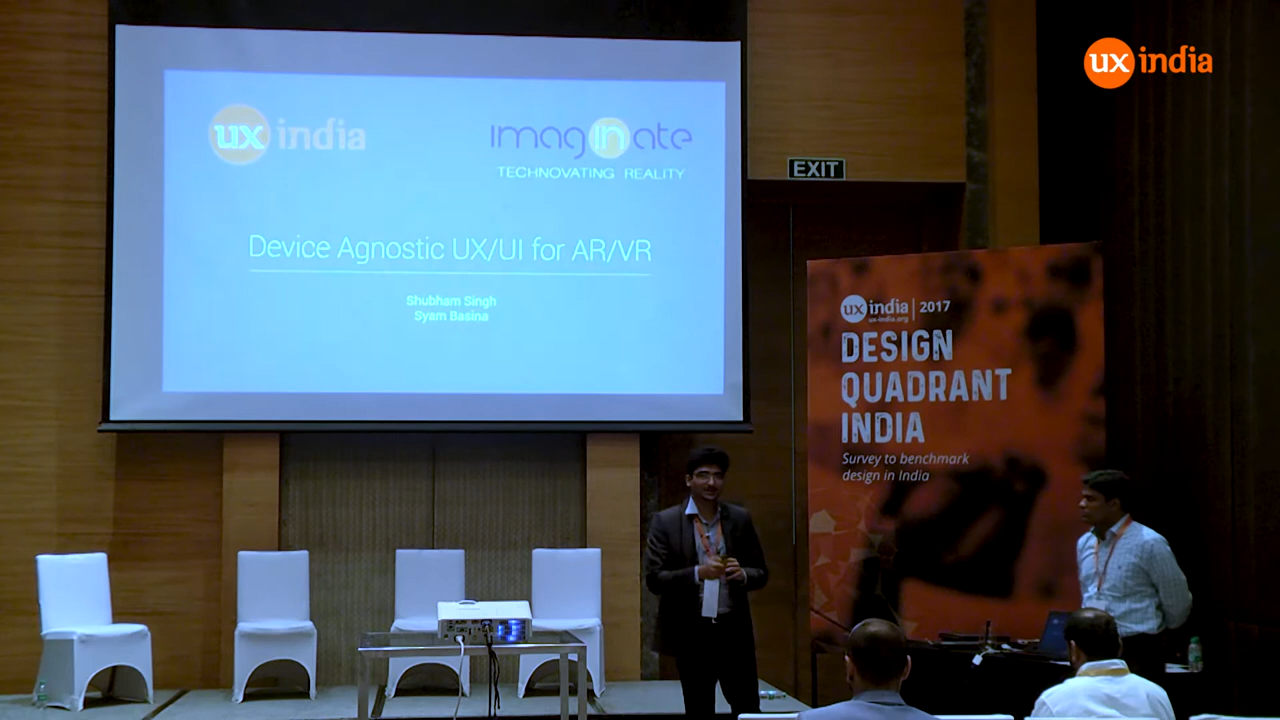 ux india
imaginate
TECHNOVATING REALITY
Device Agnostic UX/UI for AR/VR
Shubham Singh
Syam Basina
ux india
EXIT
ux india | 2017
ux-india.org
DESIGN
QUADRANT
INDIA
Survey to benchmark
design in India